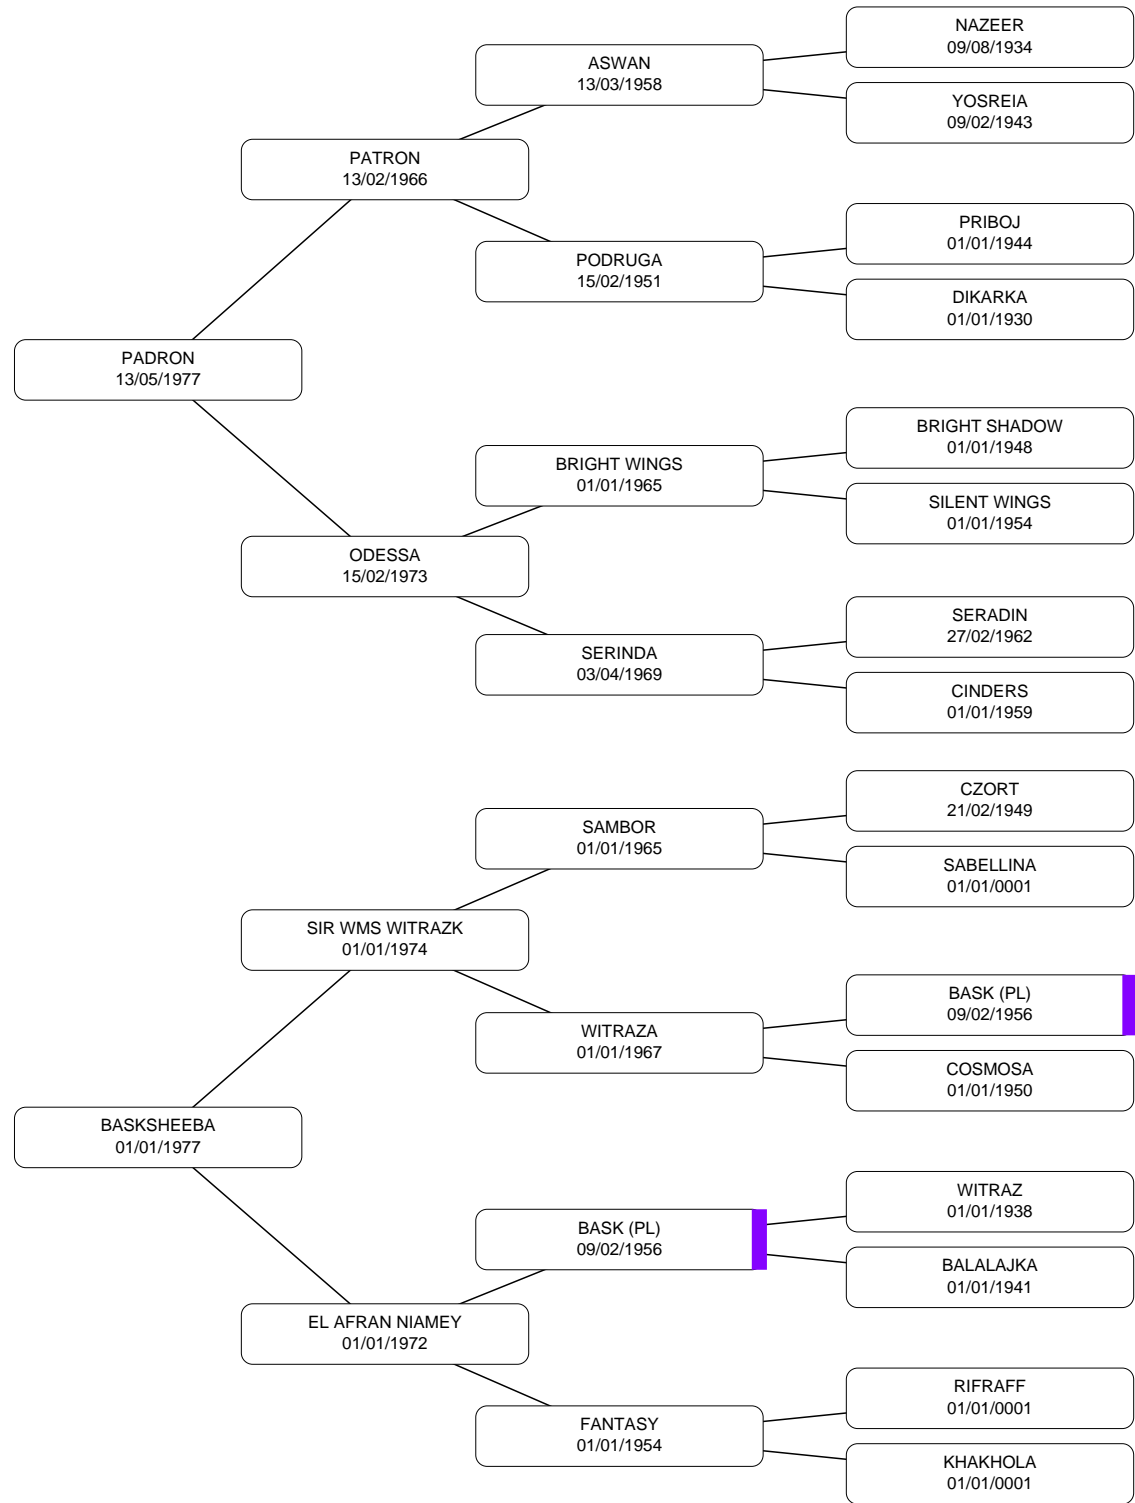 NAZEER
09/08/1934
ASWAN
13/03/1958
YOSREIA
09/02/1943
PATRON
13/02/1966
PRIBOJ
01/01/1944
PODRUGA
15/02/1951
DIKARKA
01/01/1930
PADRON
13/05/1977
BRIGHT SHADOW
01/01/1948
BRIGHT WINGS
01/01/1965
SILENT WINGS
01/01/1954
ODESSA
15/02/1973
SERADIN
27/02/1962
SERINDA
03/04/1969
CINDERS
01/01/1959
CZORT
21/02/1949
SAMBOR
01/01/1965
SABELLINA
01/01/0001
SIR WMS WITRAZK
01/01/1974
BASK (PL)
09/02/1956
WITRAZA
01/01/1967
COSMOSA
01/01/1950
BASKSHEEBA
01/01/1977
WITRAZ
01/01/1938
BASK (PL)
09/02/1956
BALALAJKA
01/01/1941
EL AFRAN NIAMEY
01/01/1972
RIFRAFF
01/01/0001
FANTASY
01/01/1954
KHAKHOLA
01/01/0001